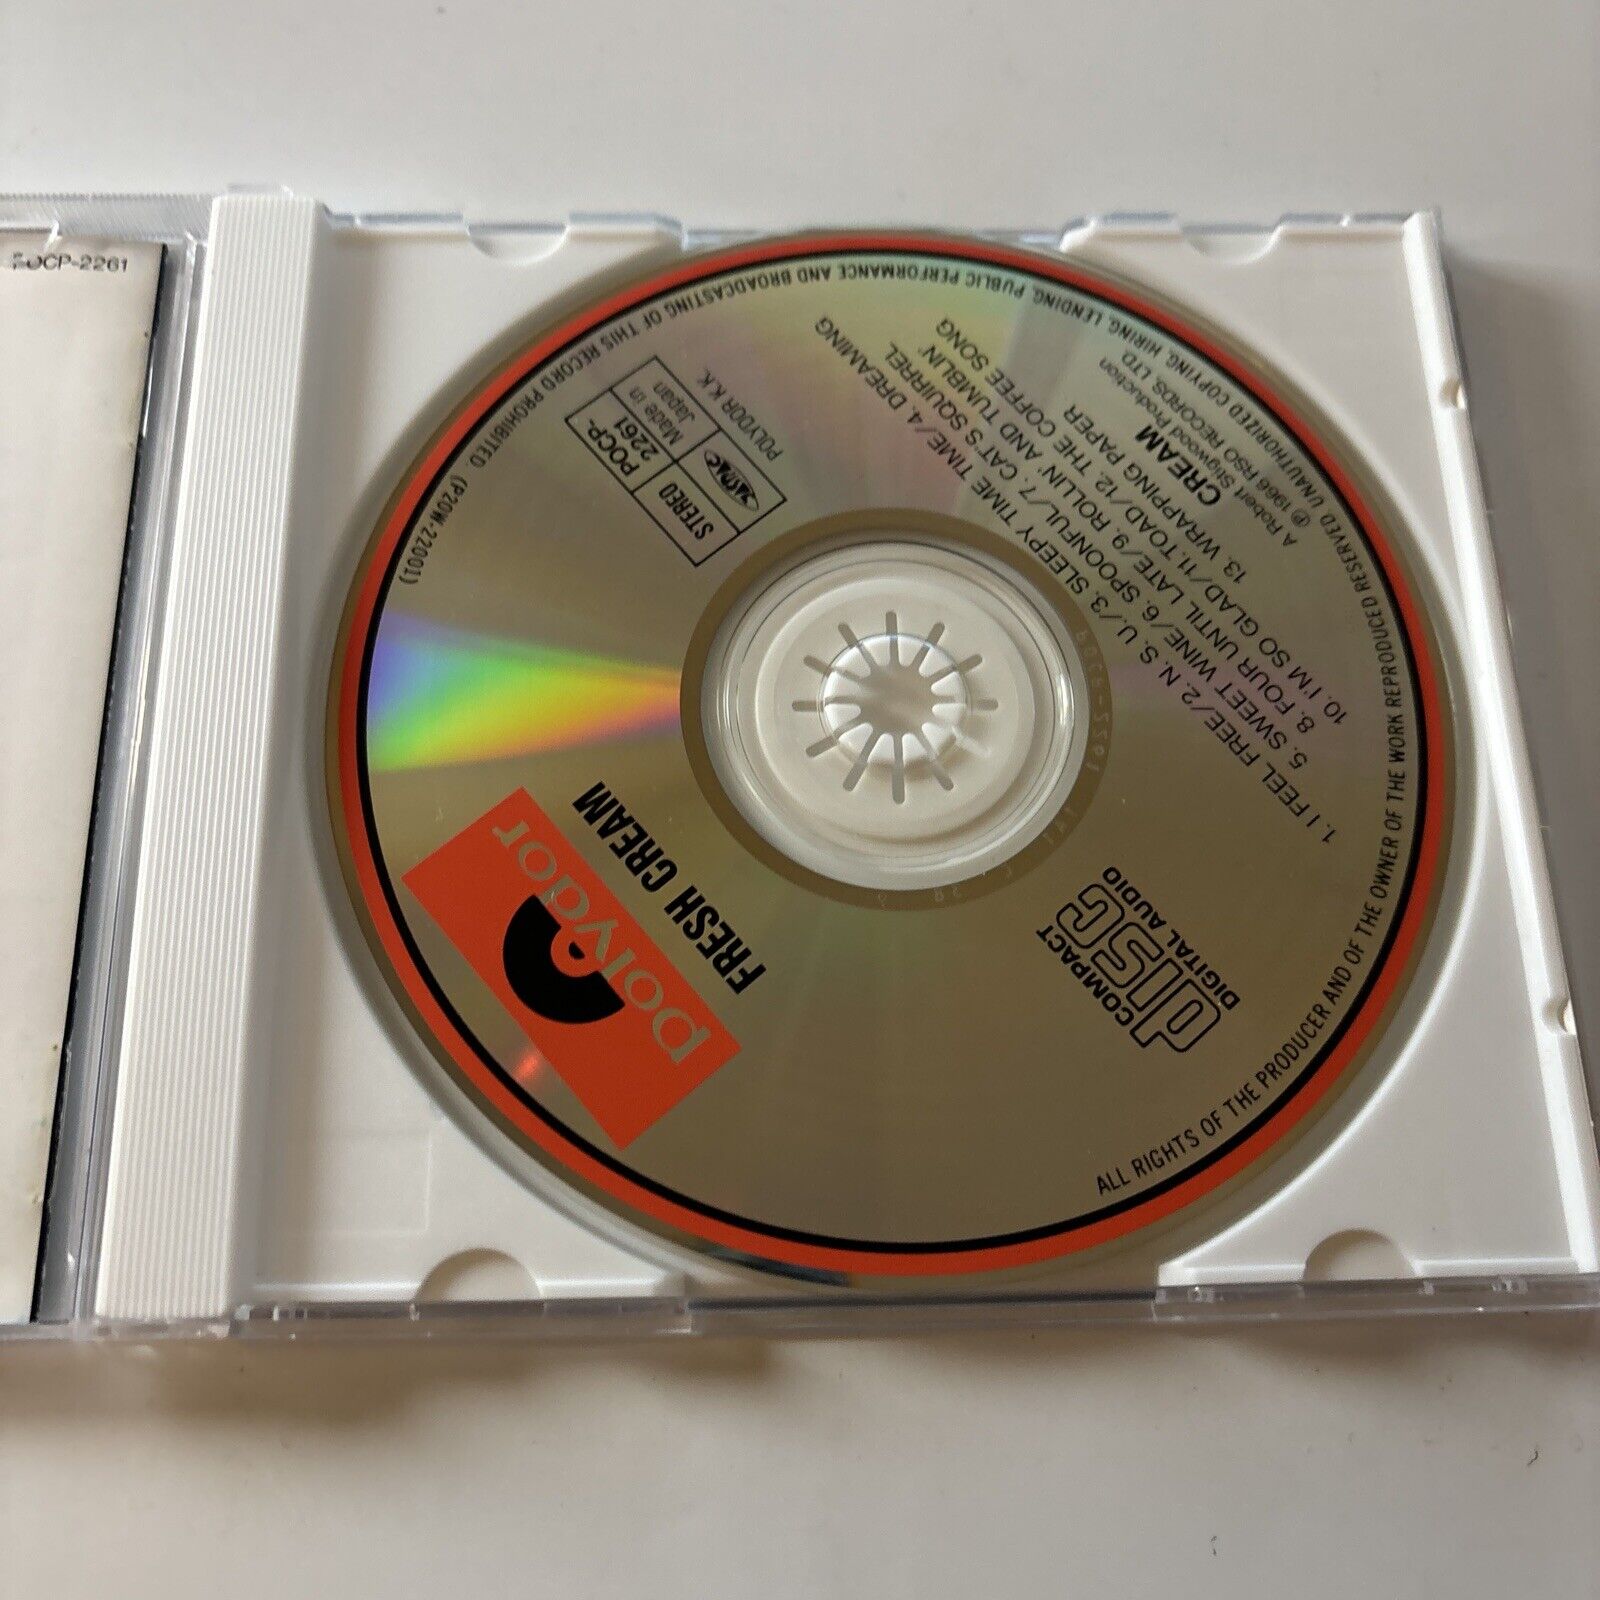 POCP-2261
polydor
FRESH CREAM
STEREO
POCP-
2261
JASRAC
Made in
Japan
POLYDOR K.K.
COMPACT
disc
DIGITAL AUDIO
1. I FEEL FREE/2. N. S. U./3. SLEEPY TIME TIME/4. DREAMING
5. SWEET WINE/6. SPOONFUL/7. CAT'S SQUIRREL
8. FOUR UNTIL LATE/9. ROLLIN' AND TUMBLIN'
10. I'M SO GLAD/11. TOAD/12. THE COFFEE SONG
13. WRAPPING PAPER
CREAM
A Robert Stigwood Production
℗ 1966 RSO RECORDS, LTD.
ALL RIGHTS OF THE PRODUCER AND OF THE OWNER OF THE WORK REPRODUCED RESERVED UNAUTHORIZED COPYING, HIRING, LENDING, PUBLIC PERFORMANCE AND BROADCASTING OF THIS RECORD PROHIBITED. (P20W-22001)